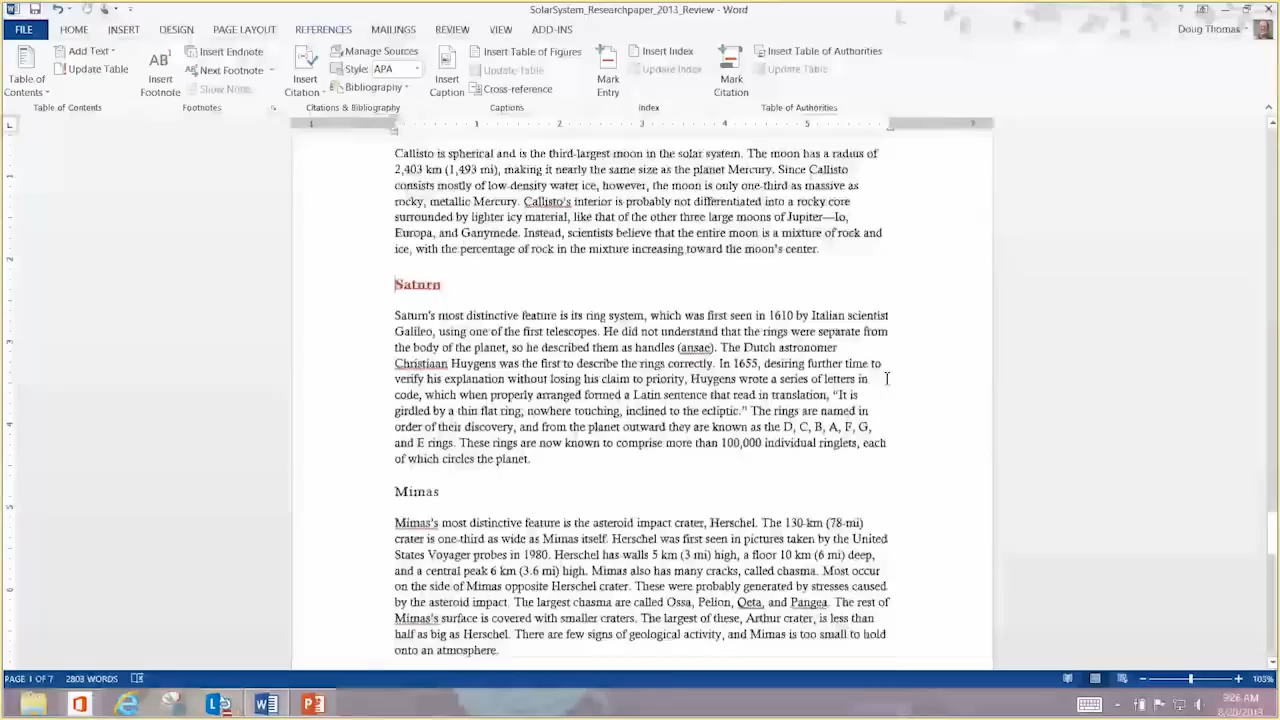 SolarSystem_Researchpaper_2013_Review - Word
FILE HOME INSERT DESIGN PAGE LAYOUT REFERENCES MAILINGS REVIEW VIEW ADD-INS Doug Thomas
Table of Contents
Add Text
Update Table
Table of Contents
AB¹ Insert Footnote
Insert Endnote
Next Footnote
Show Notes
Footnotes
Insert Citation
Manage Sources
Style: APA
Bibliography
Citations & Bibliography
Insert Caption
Insert Table of Figures
Update Table
Cross-reference
Captions
Mark Entry
Insert Index
Update Index
Index
Mark Citation
Insert Table of Authorities
Update Table
Table of Authorities
1 1 2 3 4 5 7
Callisto is spherical and is the third-largest moon in the solar system. The moon has a radius of
2,403 km (1,493 mi), making it nearly the same size as the planet Mercury. Since Callisto
consists mostly of low-density water ice, however, the moon is only one-third as massive as
rocky, metallic Mercury. Callisto's interior is probably not differentiated into a rocky core
surrounded by lighter icy material, like that of the other three large moons of Jupiter—Io,
Europa, and Ganymede. Instead, scientists believe that the entire moon is a mixture of rock and
ice, with the percentage of rock in the mixture increasing toward the moon's center.
Saturn
Saturn's most distinctive feature is its ring system, which was first seen in 1610 by Italian scientist
Galileo, using one of the first telescopes. He did not understand that the rings were separate from
the body of the planet, so he described them as handles (ansae). The Dutch astronomer
Christiaan Huygens was the first to describe the rings correctly. In 1655, desiring further time to
verify his explanation without losing his claim to priority, Huygens wrote a series of letters in
code, which when properly arranged formed a Latin sentence that read in translation, “It is
girdled by a thin flat ring, nowhere touching, inclined to the ecliptic.” The rings are named in
order of their discovery, and from the planet outward they are known as the D, C, B, A, F, G,
and E rings. These rings are now known to comprise more than 100,000 individual ringlets, each
of which circles the planet.
Mimas
Mimas's most distinctive feature is the asteroid impact crater, Herschel. The 130-km (78-mi)
crater is one-third as wide as Mimas itself. Herschel was first seen in pictures taken by the United
States Voyager probes in 1980. Herschel has walls 5 km (3 mi) high, a floor 10 km (6 mi) deep,
and a central peak 6 km (3.6 mi) high. Mimas also has many cracks, called chasma. Most occur
on the side of Mimas opposite Herschel crater. These were probably generated by stresses caused
by the asteroid impact. The largest chasma are called Ossa, Pelion, Oeta, and Pangea. The rest of
Mimas's surface is covered with smaller craters. The largest of these, Arthur crater, is less than
half as big as Herschel. There are few signs of geological activity, and Mimas is too small to hold
onto an atmosphere.
PAGE 1 OF 7 2803 WORDS 103%
9:26 AM
8/20/2013